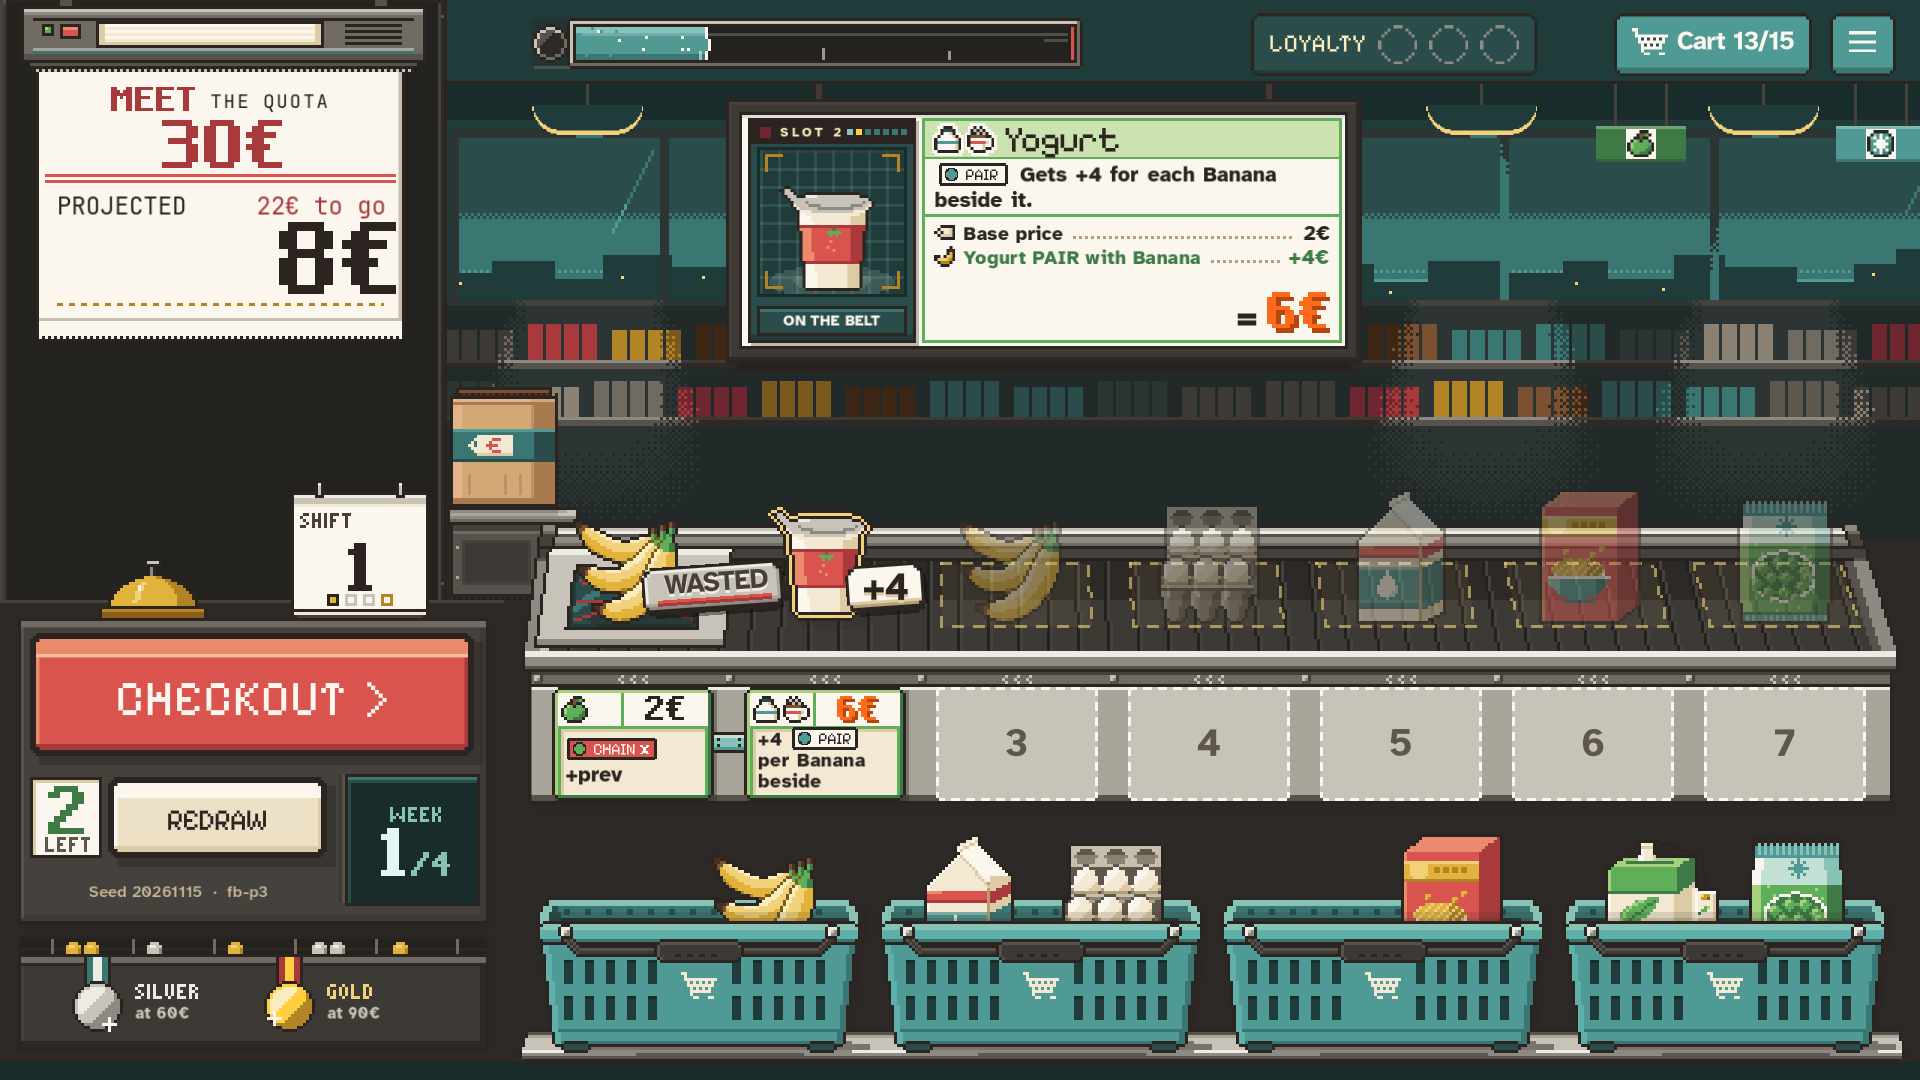 MEET THE QUOTA
30€
PROJECTED 22€ to go
8€
LOYALTY
Cart 13/15
SLOT 2
ON THE BELT
Yogurt
PAIR Gets +4 for each Banana
beside it.
Base price 2€
Yogurt PAIR with Banana +4€
= 6€
€
SHIFT
1
WASTED
+4
CHECKOUT >
2€
CHAIN x
+prev
6€
+4 PAIR
per Banana
beside
3
4
5
6
7
2
LEFT
REDRAW
WEEK
1/4
Seed 20261115 · fb-p3
SILVER
at 60€
GOLD
at 90€